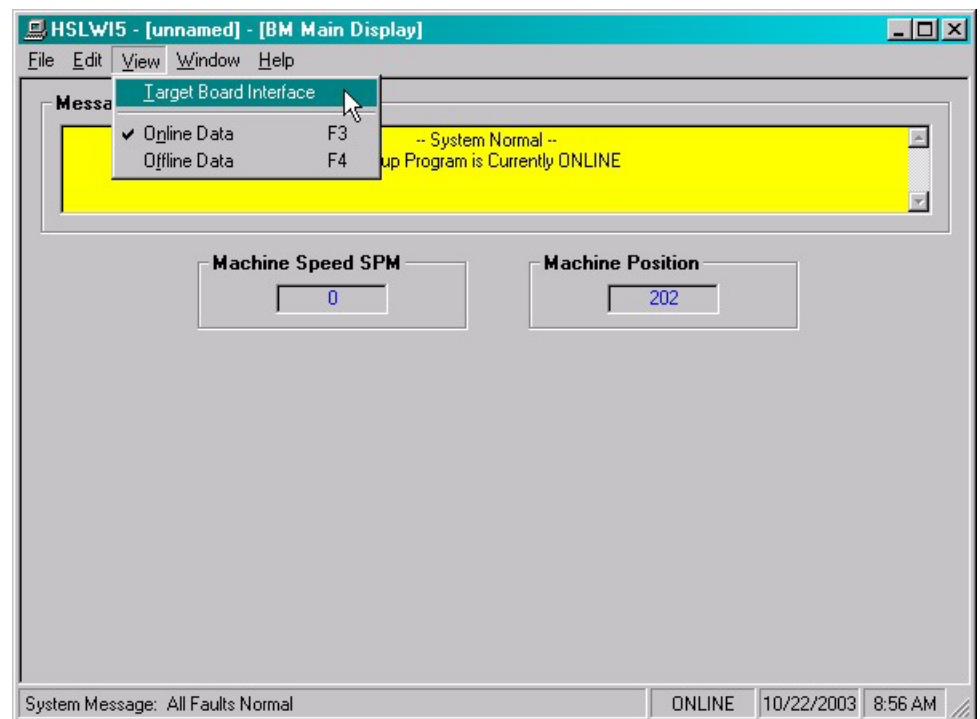 HSLWI5 - [unnamed] - [BM Main Display]
File Edit View Window Help
Target Board Interface
Messa
Online Data F3
Offline Data F4
-- System Normal --
up Program is Currently ONLINE
Machine Speed SPM
0
Machine Position
202
System Message: All Faults Normal
ONLINE
10/22/2003
8:56 AM